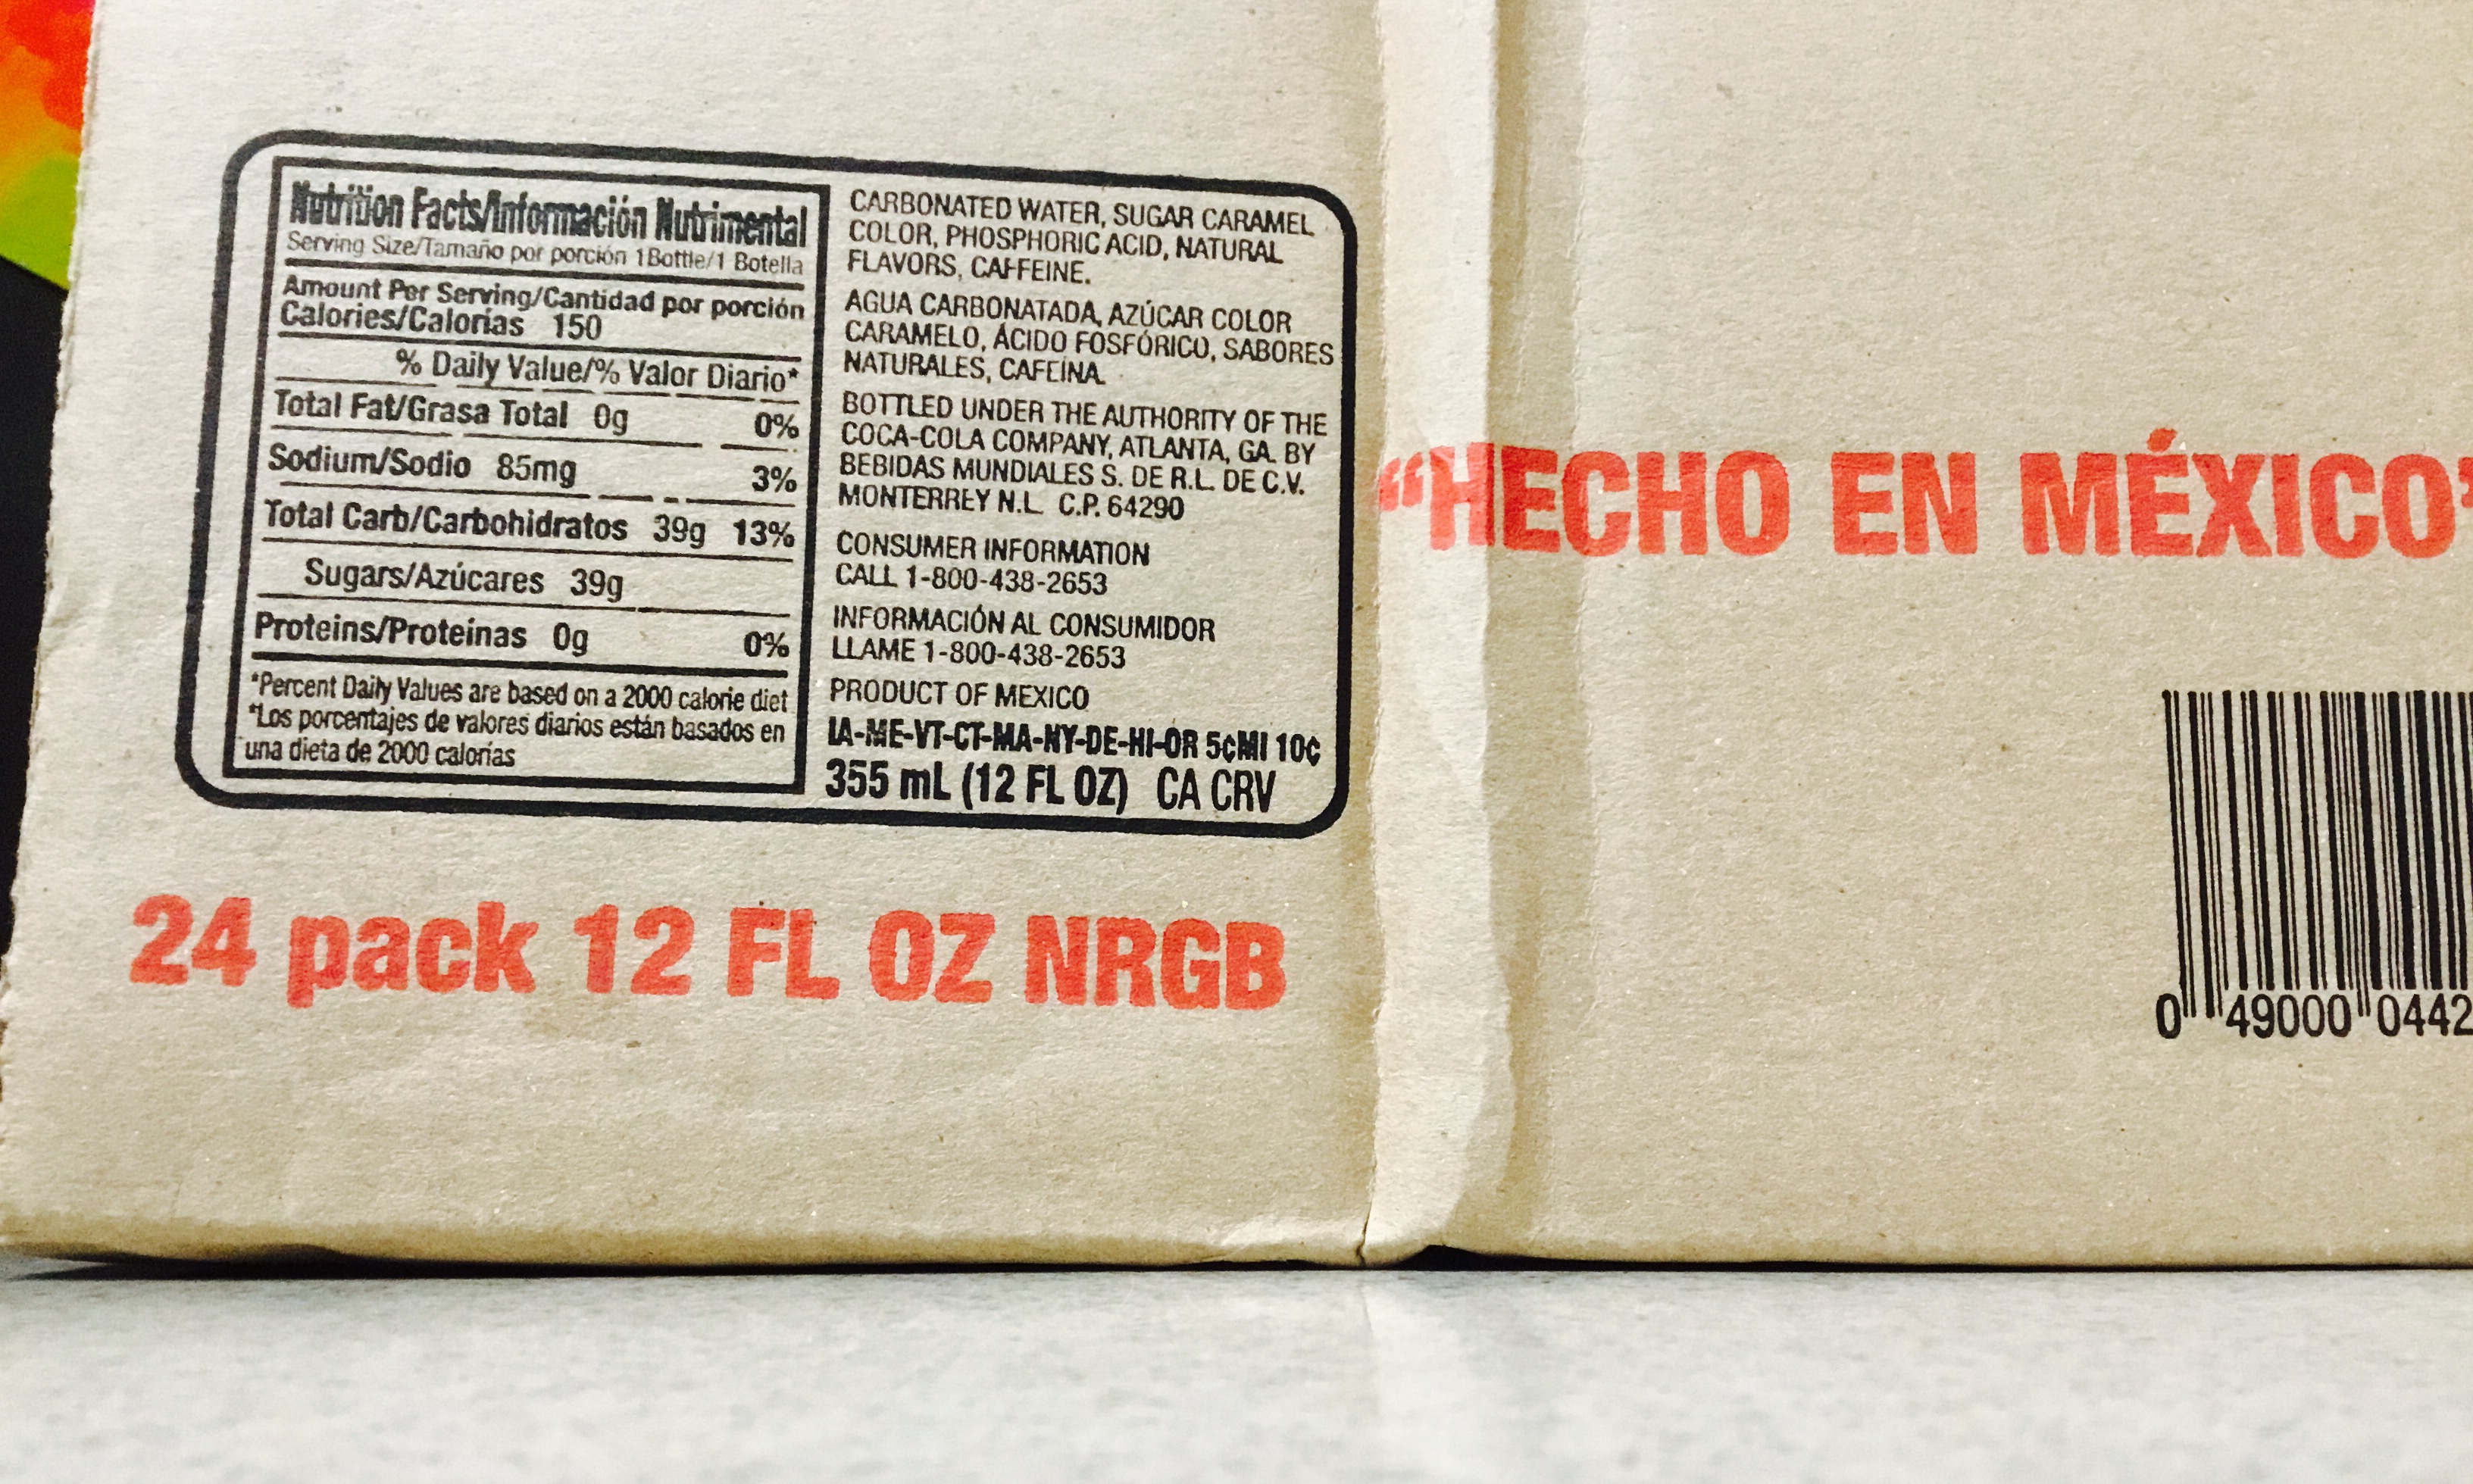 Nutrition Facts/Información Nutrimental
Serving Size/Tamaño por porción 1Bottle/1 Botella
Amount Per Serving/Cantidad por porción
Calories/Calorías 150
% Daily Value/% Valor Diario*
Total Fat/Grasa Total 0g 0%
Sodium/Sodio 85mg 3%
Total Carb/Carbohidratos 39g 13%
Sugars/Azúcares 39g
Proteins/Proteínas 0g 0%
*Percent Daily Values are based on a 2000 calorie diet
*Los porcentajes de valores diarios están basados en
una dieta de 2000 calorías
CARBONATED WATER, SUGAR CARAMEL
COLOR, PHOSPHORIC ACID, NATURAL
FLAVORS, CAFFEINE.
AGUA CARBONATADA, AZÚCAR COLOR
CARAMELO, ÁCIDO FOSFÓRICO, SABORES
NATURALES, CAFEÍNA.
BOTTLED UNDER THE AUTHORITY OF THE
COCA-COLA COMPANY, ATLANTA, GA. BY
BEBIDAS MUNDIALES S. DE R.L. DE C.V.
MONTERREY N.L. C.P. 64290
CONSUMER INFORMATION
CALL 1-800-438-2653
INFORMACIÓN AL CONSUMIDOR
LLAME 1-800-438-2653
PRODUCT OF MEXICO
IA-ME-VT-CT-MA-NY-DE-HI-OR 5¢MI 10¢
355 mL (12 FL OZ) CA CRV
24 pack 12 FL OZ NRGB
“HECHO EN MÉXICO”
0 49000 0442